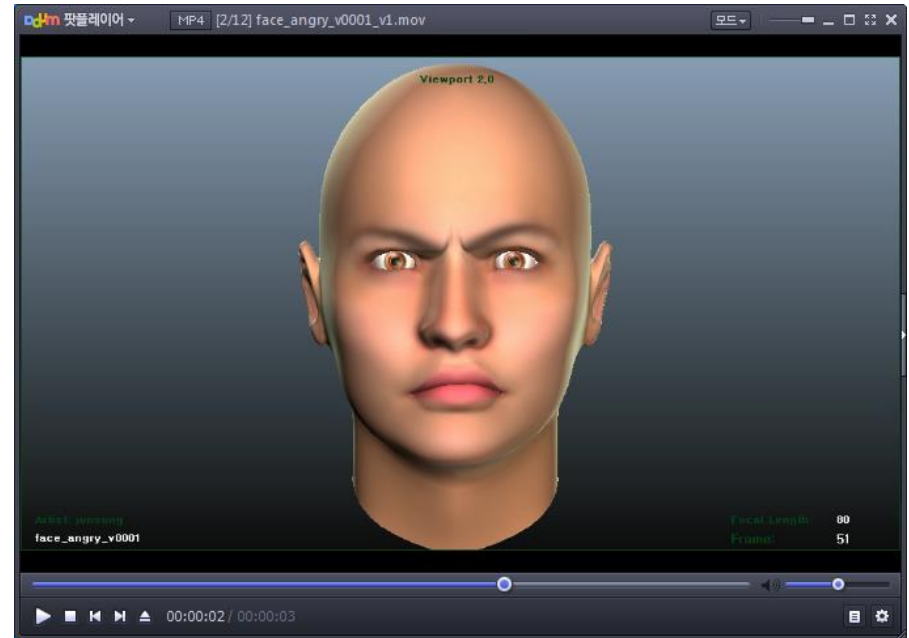 Daum 팟플레이어
MP4 [2/12] face_angry_v0001_v1.mov
모드
Viewport 2.0
Artist: junsung
face_angry_v0001
Focal Length: 80
Frame: 51
00:00:02 / 00:00:03